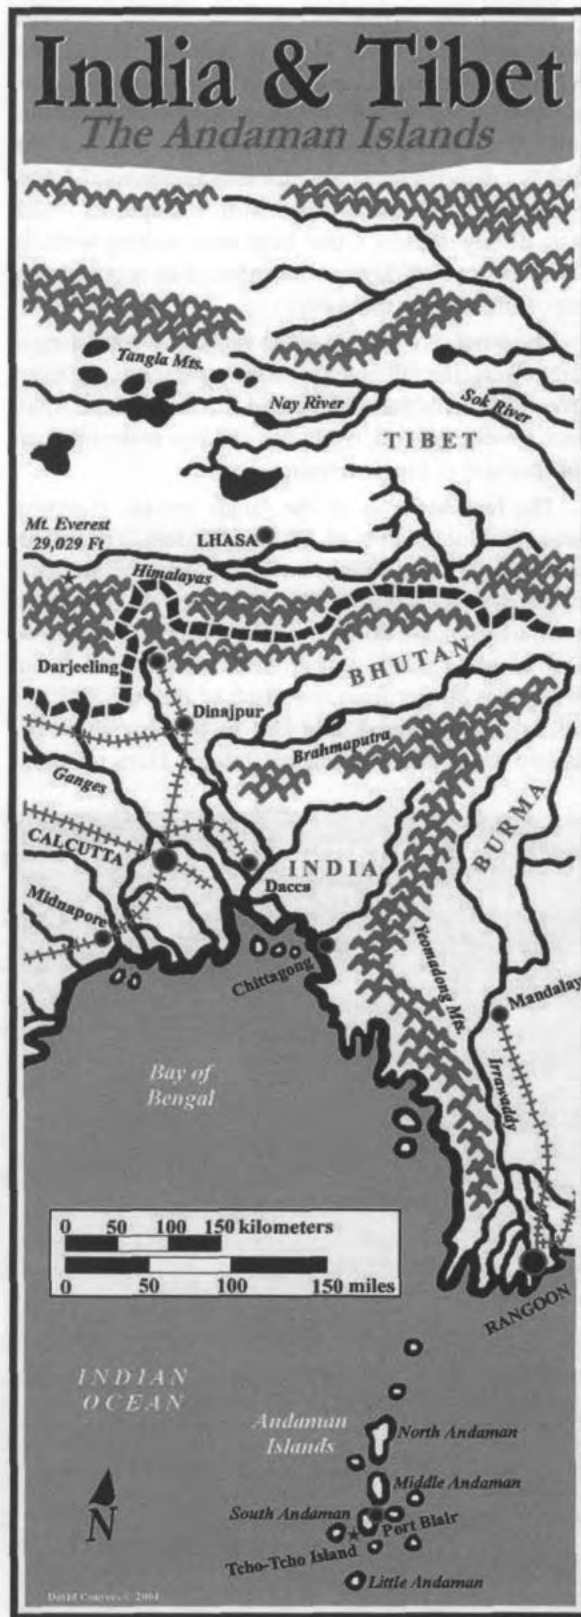 India & Tibet
The Andaman Islands
Tangla Mts.
Nay River
Sok River
TIBET
Mt. Everest
29,029 Ft
LHASA
Himalayas
Darjeeling
BHUTAN
Dinajpur
Brahmaputra
Ganges
CALCUTTA
INDIA
BURMA
Dacca
Midnapore
Chittagong
Yeomadong Mts.
Mandalay
Irrawaddy
Bay of
Bengal
0 50 100 150 kilometers
0 50 100 150 miles
RANGOON
INDIAN
OCEAN
Andaman
Islands
North Andaman
Middle Andaman
South Andaman
Port Blair
Tcho-Tcho Island
Little Andaman
N